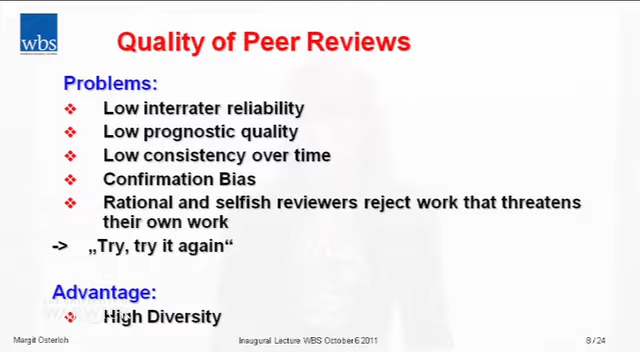 wbs
Quality of Peer Reviews
Problems:
Low interrater reliability
Low prognostic quality
Low consistency over time
Confirmation Bias
Rational and selfish reviewers reject work that threatens
their own work
-> „Try, try it again“
Advantage:
High Diversity
Margit Osterloh
Inaugural Lecture WBS October 6 2011
8 / 24